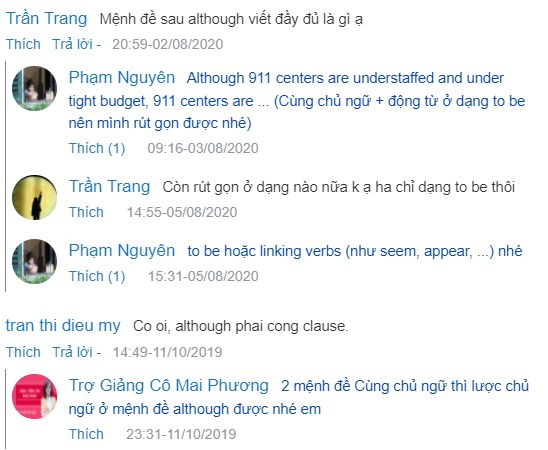 Trần Trang Mệnh đề sau although viết đầy đủ là gì ạ
Thích Trả lời - 20:59-02/08/2020
Phạm Nguyên Although 911 centers are understaffed and under
tight budget, 911 centers are ... (Cùng chủ ngữ + động từ ở dạng to be
nên mình rút gọn được nhé)
Thích (1) 09:16-03/08/2020
Trần Trang Còn rút gọn ở dạng nào nữa k ạ ha chỉ dạng to be thôi
Thích 14:55-05/08/2020
Phạm Nguyên to be hoặc linking verbs (như seem, appear, ...) nhé
Thích (1) 15:31-05/08/2020
tran thi dieu my Co oi, although phai cong clause.
Thích Trả lời - 14:49-11/10/2019
Trợ Giảng Cô Mai Phương 2 mệnh đề Cùng chủ ngữ thì lược chủ
ngữ ở mệnh đề although được nhé em
Thích 23:31-11/10/2019